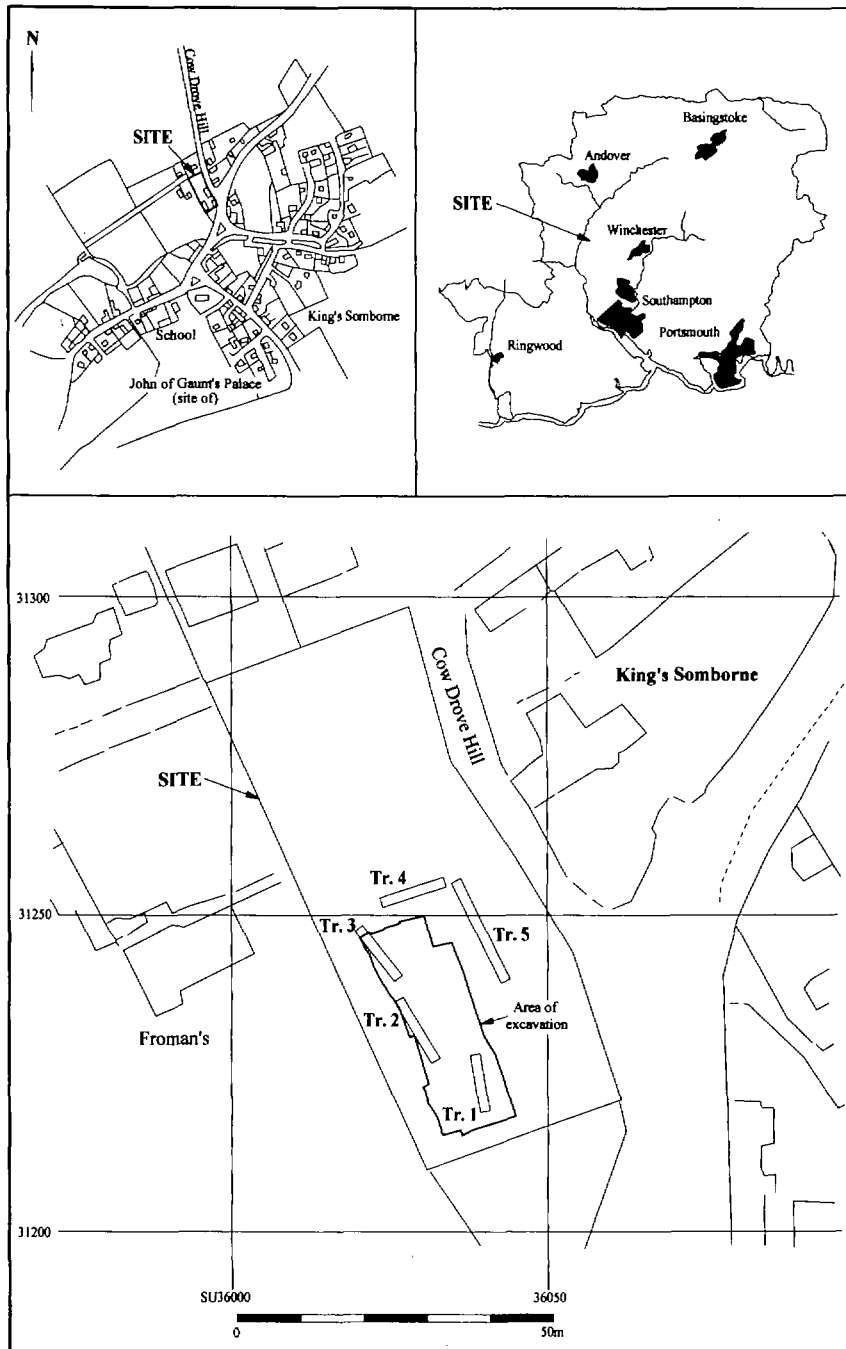 N
Cow Drove Hill
SITE
School
King's Somborne
John of Gaunt's Palace
(site of}
Basingstoke
Andover
SITE
Winchester
Southampton
Portsmouth
Ringwood
31300
Cow Drove Hill
King's Somborne
SITE
Tr. 4
31250
Tr. 3
Tr. 5
Area of
excavation
Tr. 2
Froman's
Tr. 1
31200
SU36000
36050
0
50m